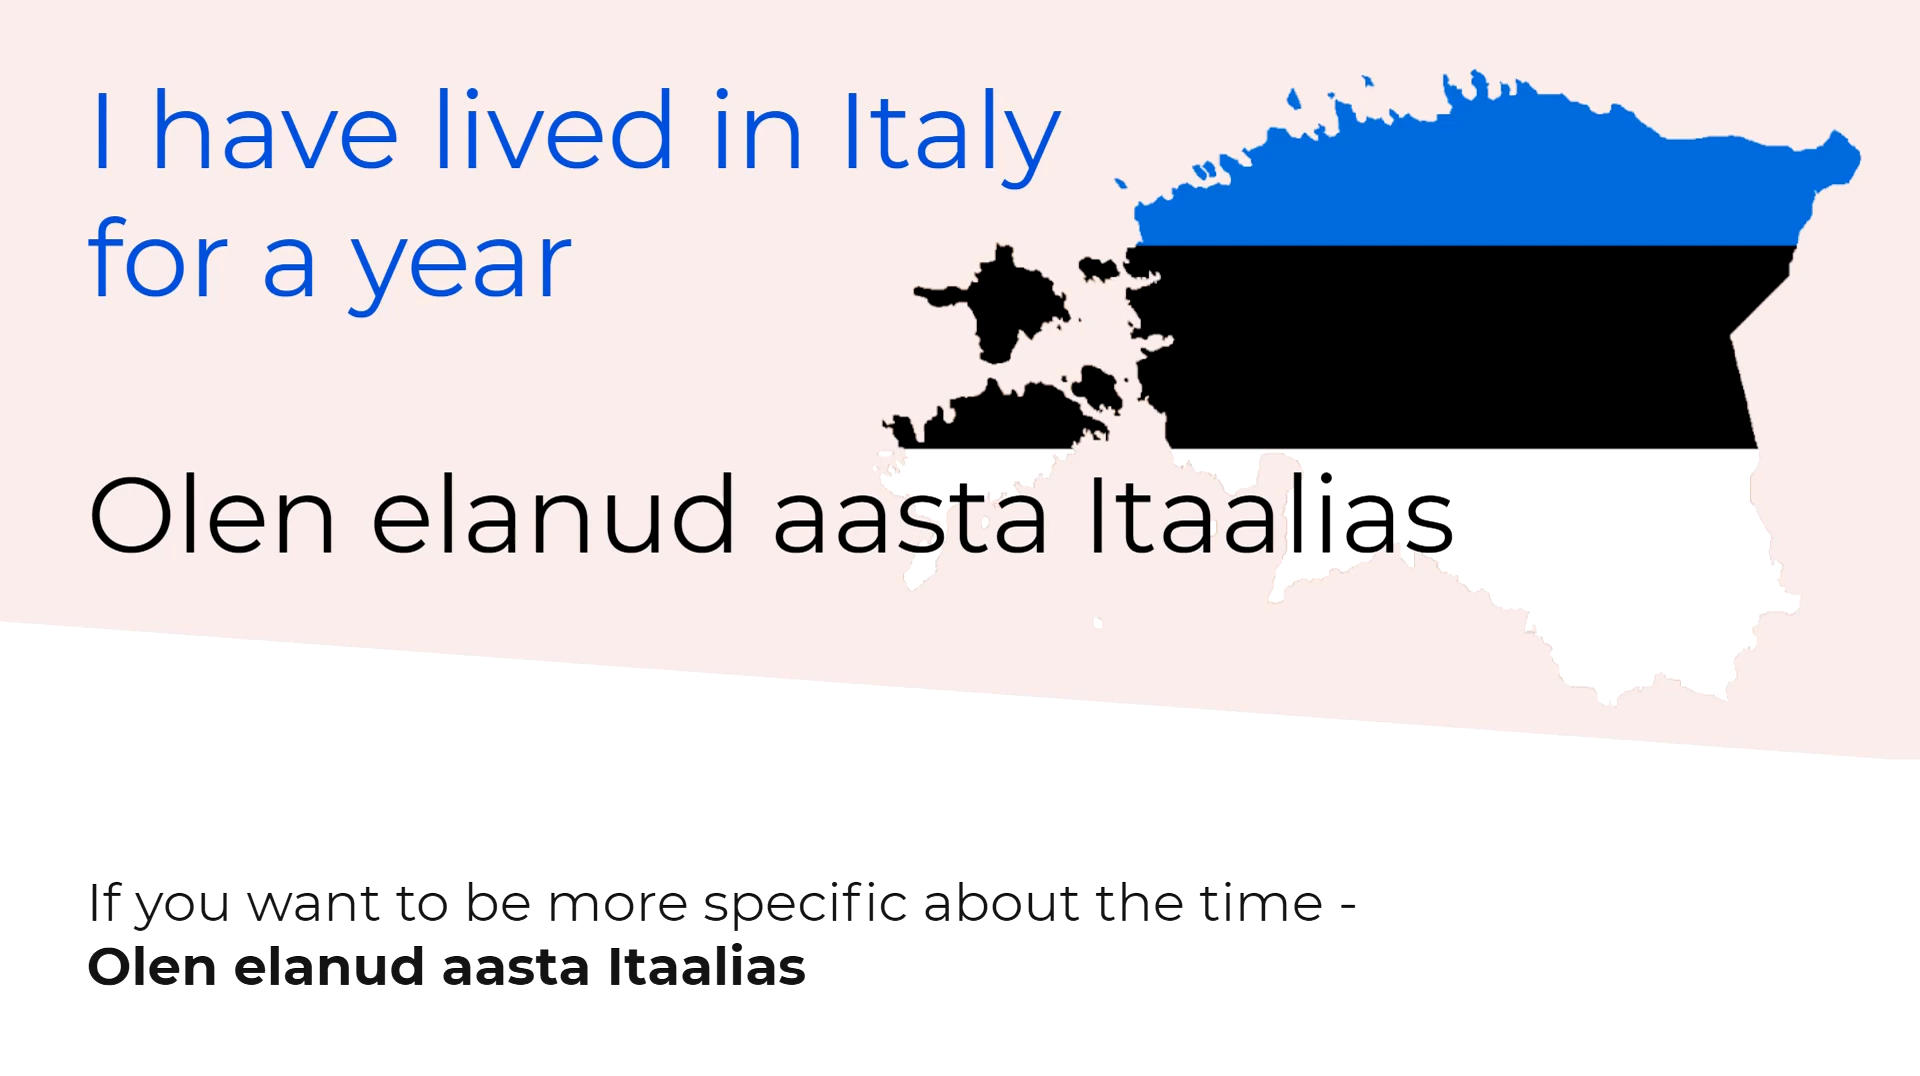 I have lived in Italy
for a year
Olen elanud aasta Itaalias
If you want to be more specific about the time -
Olen elanud aasta Itaalias